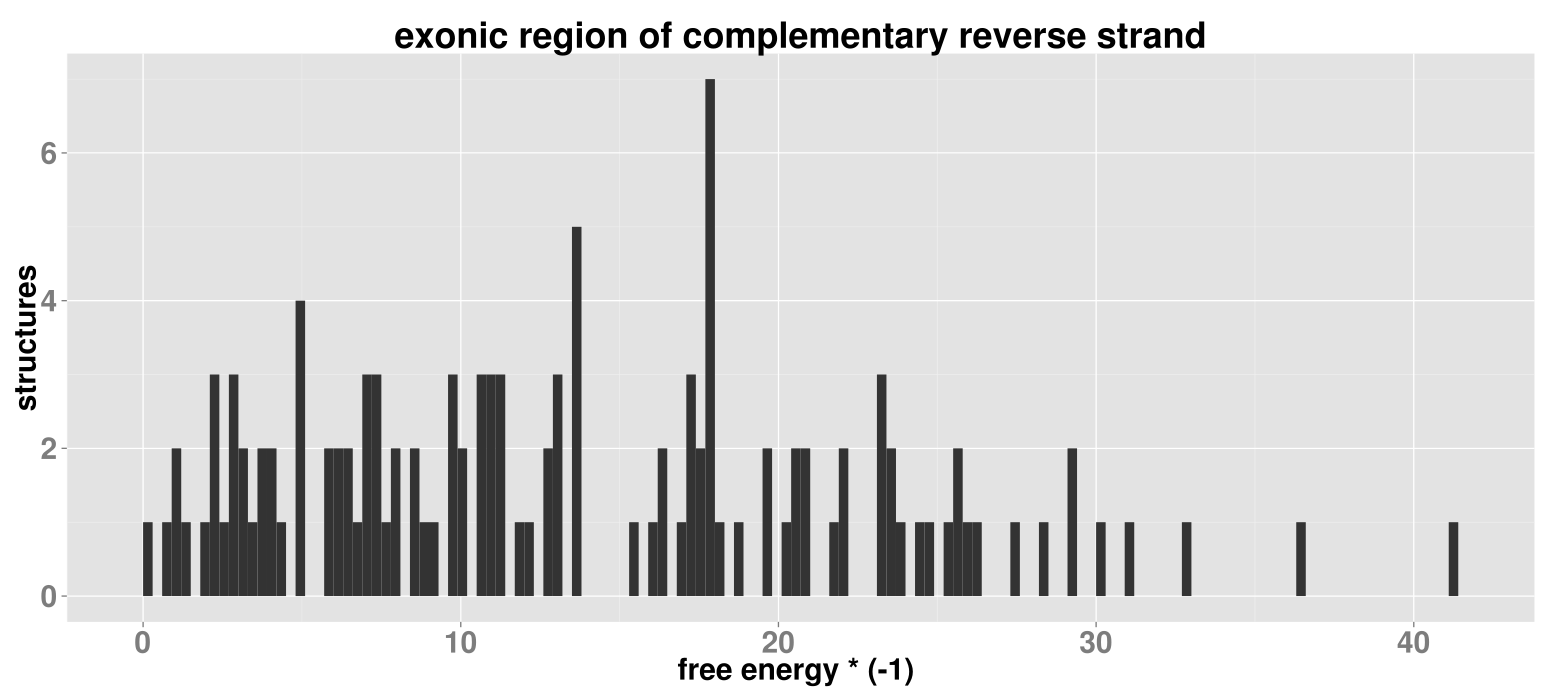 exonic region of complementary reverse strand
structures
6
4
2
0
0 10 20 30 40
free energy * (-1)